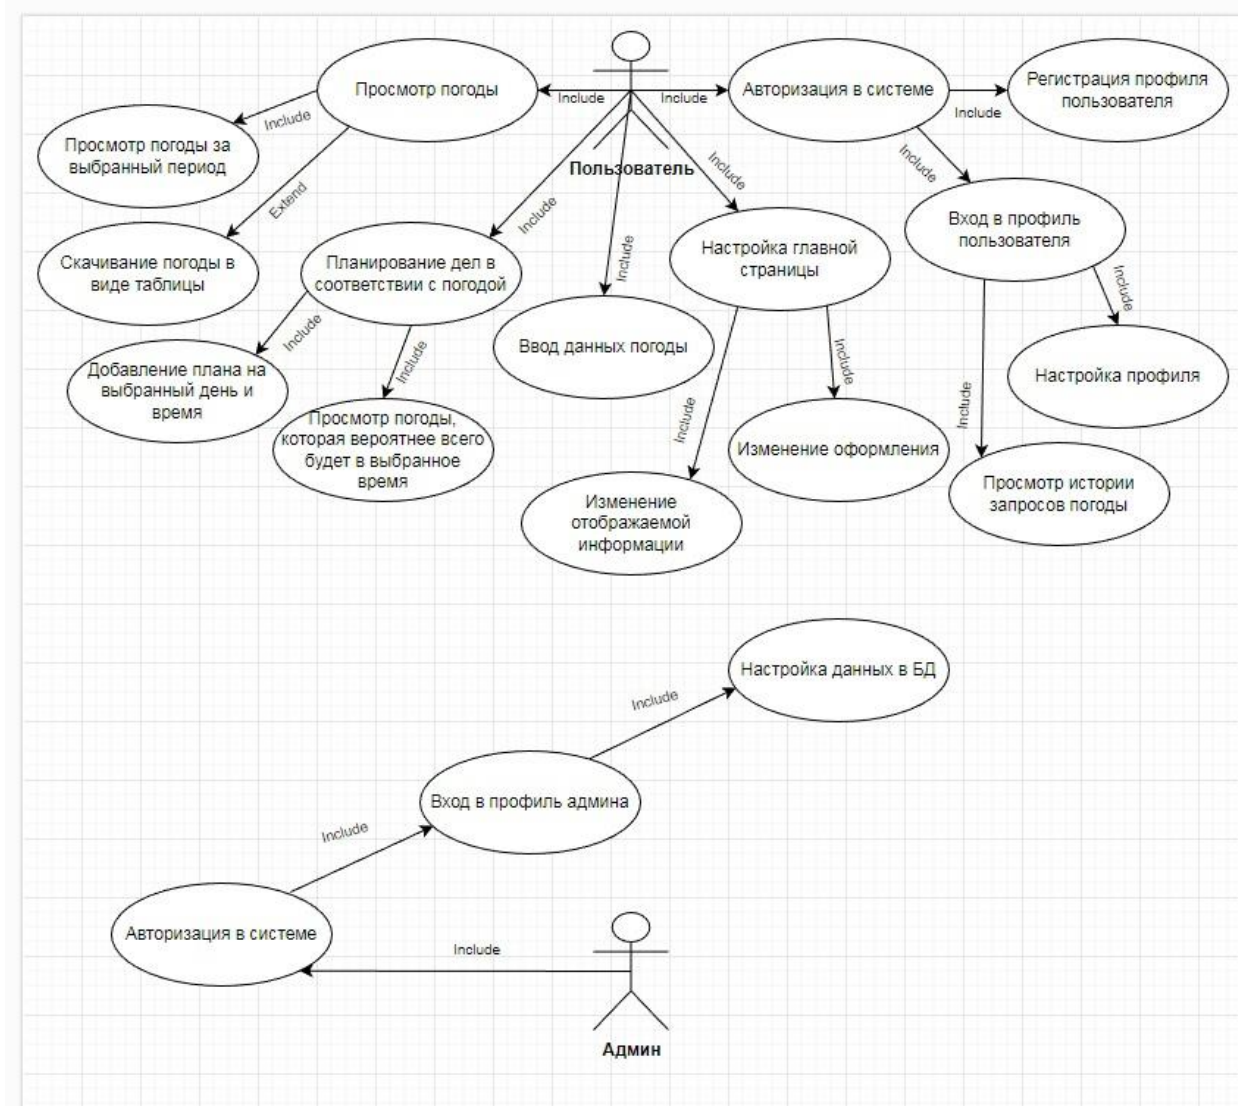 Просмотр погоды
Include
Include
Авторизация в системе
Include
Регистрация профиля
пользователя
Include
Просмотр погоды за
выбранный период
Extend
Пользователь
Include
Include
Include
Include
Вход в профиль
пользователя
Скачивание погоды в
виде таблицы
Планирование дел в
соответствии с погодой
Настройка главной
страницы
Include
Include
Include
Include
Include
Include
Ввод данных погоды
Добавление плана на
выбранный день и
время
Настройка профиля
Просмотр погоды,
которая вероятнее всего
будет в выбранное
время
Include
Изменение оформления
Просмотр истории
запросов погоды
Изменение
отображаемой
информации
Настройка данных в БД
Include
Вход в профиль админа
Include
Авторизация в системе
Include
Админ